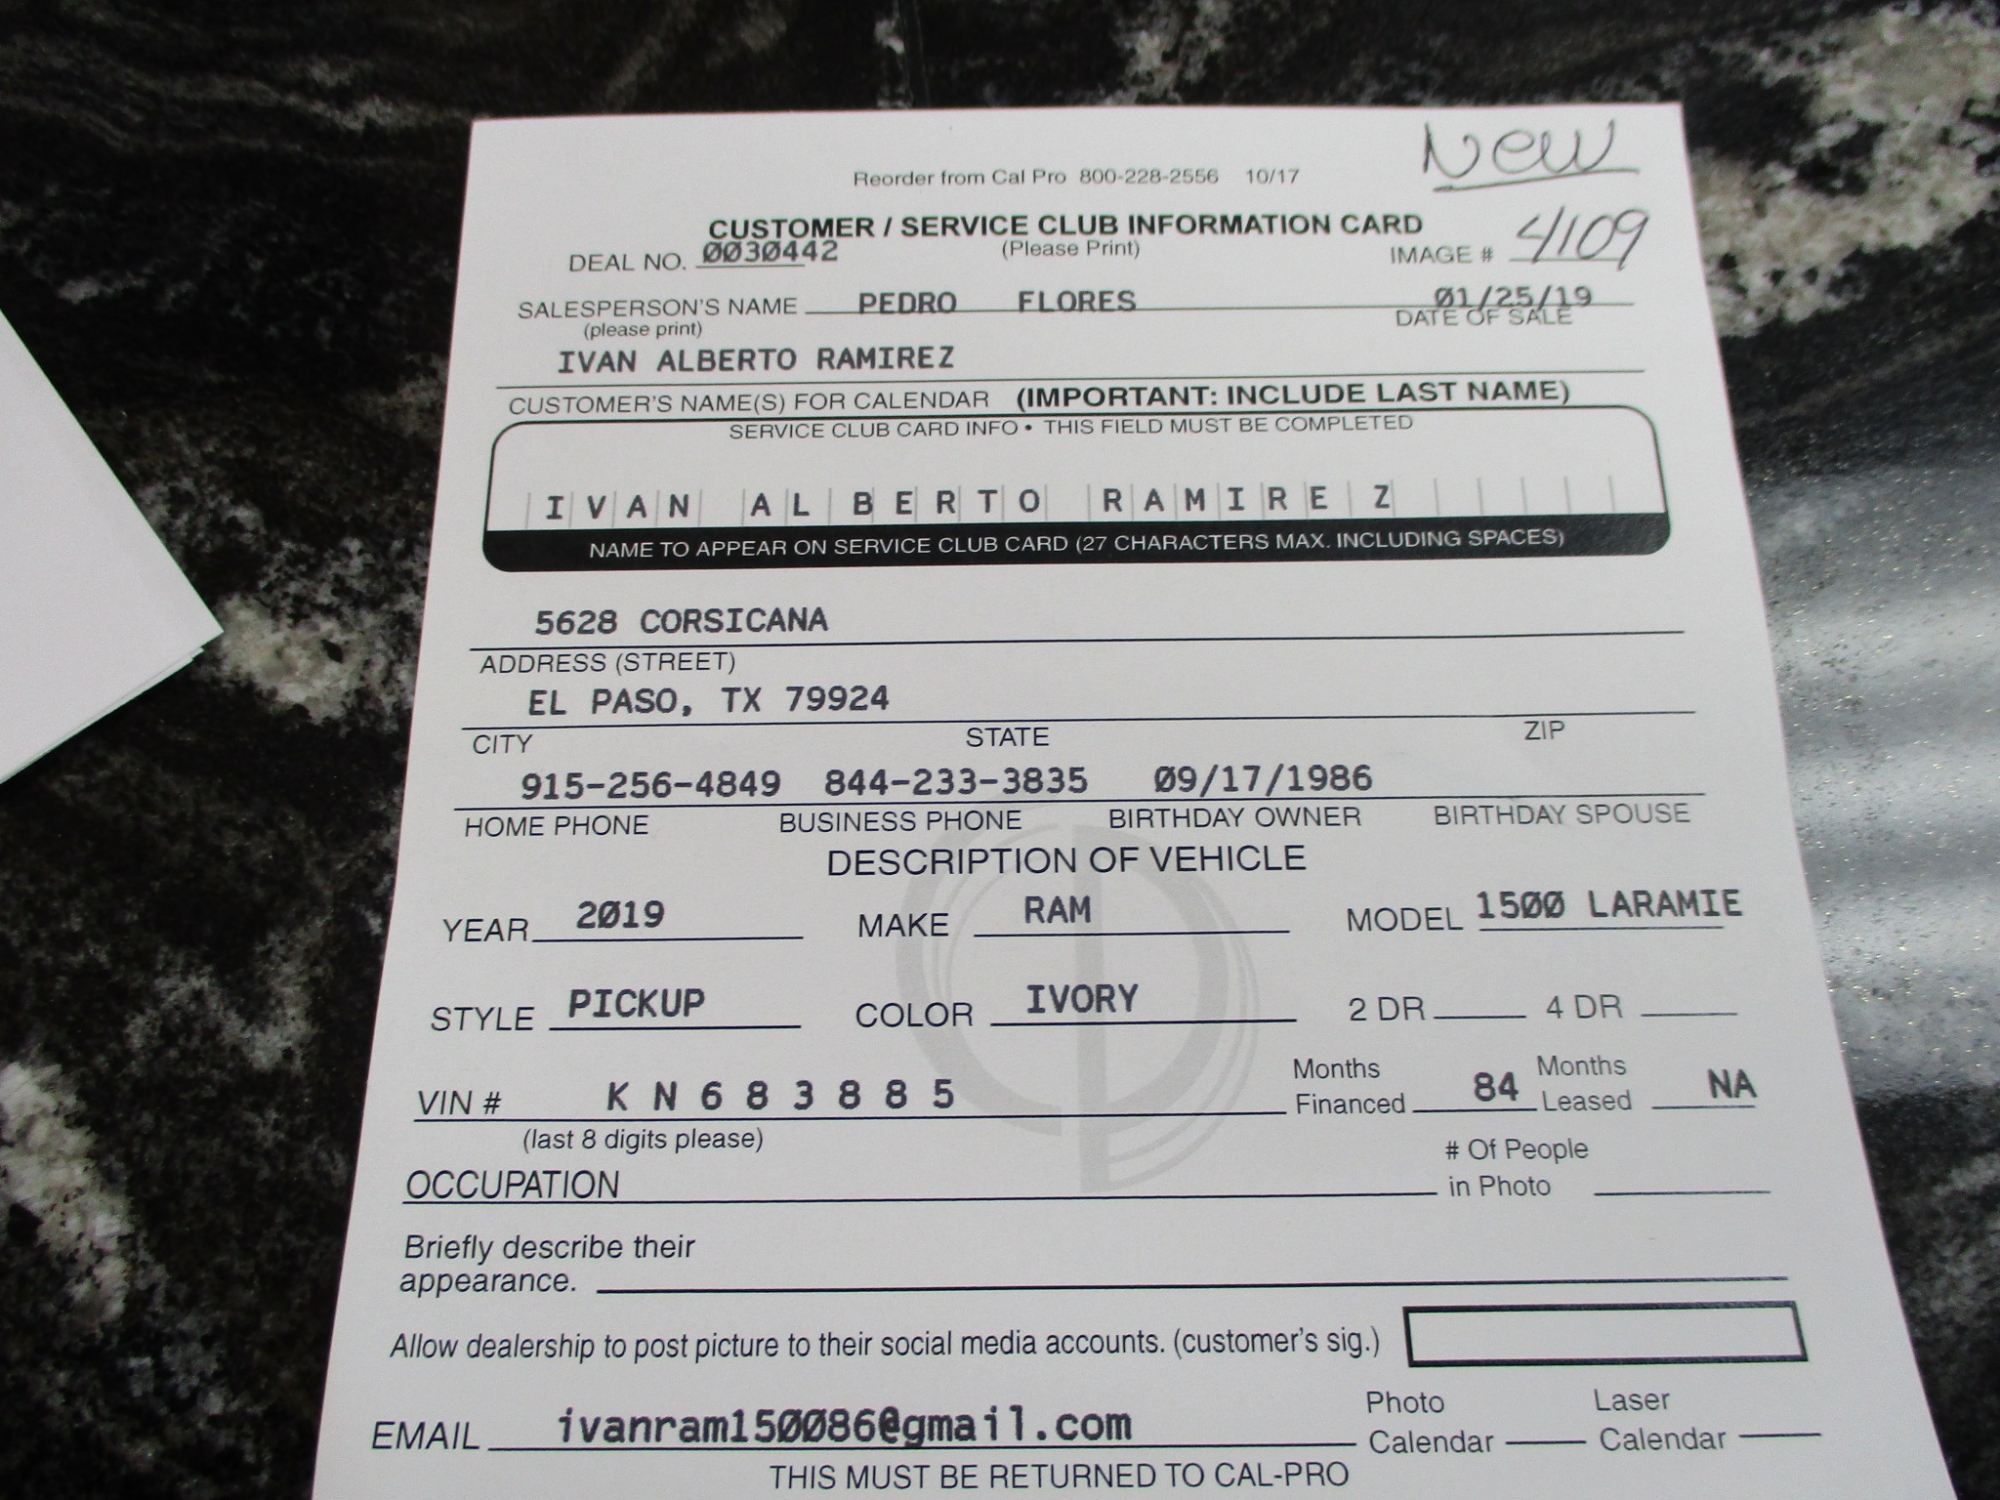 New
Reorder from Cal Pro 800-228-2556 10/17
CUSTOMER / SERVICE CLUB INFORMATION CARD
DEAL NO. 0030442 (Please Print) IMAGE # 4109
SALESPERSON'S NAME PEDRO FLORES 01/25/19
(please print) DATE OF SALE
IVAN ALBERTO RAMIREZ
CUSTOMER'S NAME(S) FOR CALENDAR (IMPORTANT: INCLUDE LAST NAME)
SERVICE CLUB CARD INFO • THIS FIELD MUST BE COMPLETED
IVAN ALBERTO RAMIREZ
NAME TO APPEAR ON SERVICE CLUB CARD (27 CHARACTERS MAX. INCLUDING SPACES)
5628 CORSICANA
ADDRESS (STREET)
EL PASO, TX 79924
CITY STATE ZIP
915-256-4849 844-233-3835 09/17/1986
HOME PHONE BUSINESS PHONE BIRTHDAY OWNER BIRTHDAY SPOUSE
DESCRIPTION OF VEHICLE
YEAR 2019 MAKE RAM MODEL 1500 LARAMIE
STYLE PICKUP COLOR IVORY 2 DR 4 DR
VIN # KN683885 Months Financed 84 Months Leased NA
(last 8 digits please)
OCCUPATION # Of People in Photo
Briefly describe their
appearance.
Allow dealership to post picture to their social media accounts. (customer's sig.)
EMAIL ivanram150086@gmail.com Photo Calendar Laser Calendar
THIS MUST BE RETURNED TO CAL-PRO